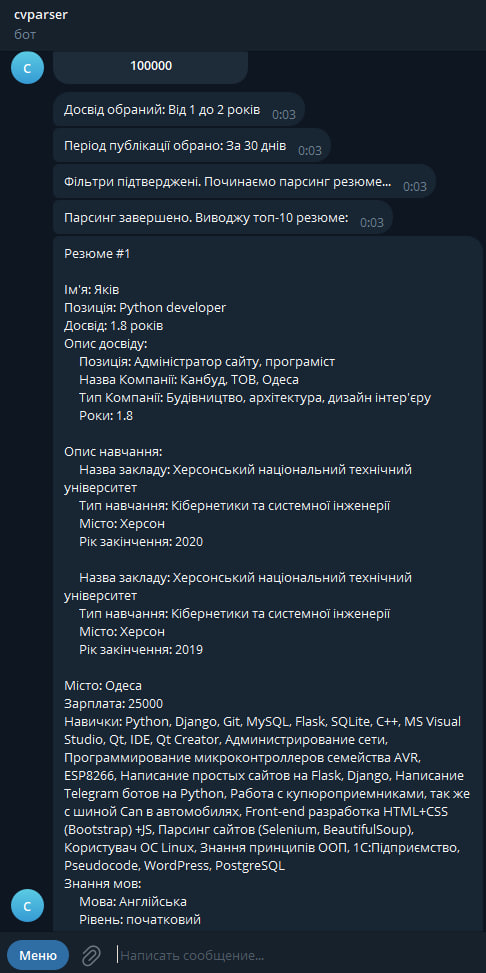 cvparser
бот
100000
C
Досвід обраний: Від 1 до 2 років 0:03
Період публікації обрано: За 30 днів 0:03
Фільтри підтверджені. Починаємо парсинг резюме... 0:03
Парсинг завершено. Виводжу топ-10 резюме: 0:03
Резюме #1
Ім'я: Яків
Позиція: Python developer
Досвід: 1.8 років
Опис досвіду:
Позиція: Адміністратор сайту, програміст
Назва Компанії: Канбуд, ТОВ, Одеса
Тип Компанії: Будівництво, архітектура, дизайн інтер'єру
Роки: 1.8
Опис навчання:
Назва закладу: Херсонський національний технічний
університет
Тип навчання: Кібернетики та системної інженерії
Місто: Херсон
Рік закінчення: 2020
Назва закладу: Херсонський національний технічний
університет
Тип навчання: Кібернетики та системної інженерії
Місто: Херсон
Рік закінчення: 2019
Місто: Одеса
Зарплата: 25000
Навички: Python, Django, Git, MySQL, Flask, SQLite, C++, MS Visual
Studio, Qt, IDE, Qt Creator, Администрирование сети,
Программирование микроконтроллеров семейства AVR,
ESP8266, Написание простых сайтов на Flask, Django, Написание
Telegram ботов на Python, Работа с купюроприемниками, так же
с шиной Can в автомобилях, Front-end разработка HTML+CSS
(Bootstrap) +JS, Парсинг сайтов (Selenium, BeautifulSoup),
Користувач ОС Linux, Знання принципів ООП, 1С:Підприємство,
Pseudocode, WordPress, PostgreSQL
Знання мов:
Мова: Англійська
Рівень: початковий
C
Меню
Написать сообщение...